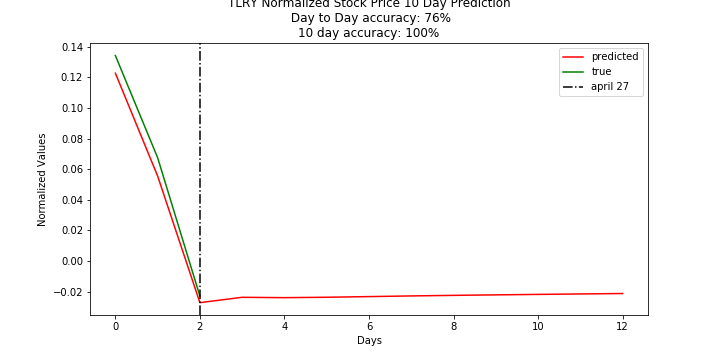 TLRY Normalized Stock Price 10 Day Prediction
Day to Day accuracy: 76%
10 day accuracy: 100%
0.14
0.12
0.10
0.08
0.06
0.04
0.02
0.00
−0.02
Normalized Values
predicted
true
april 27
0 2 4 6 8 10 12
Days